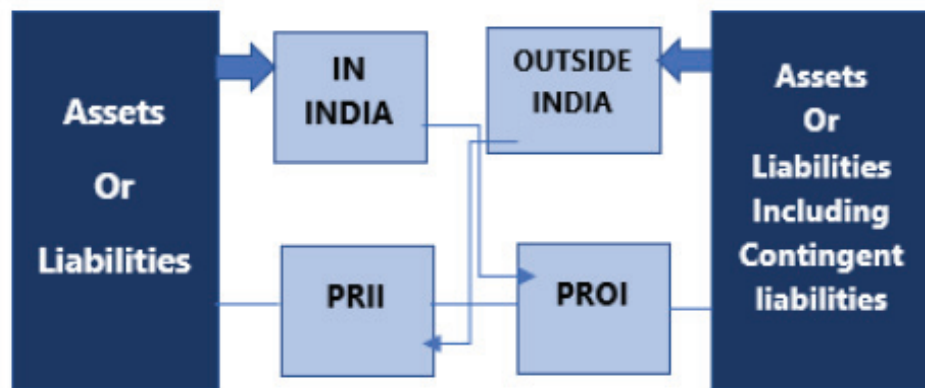 Assets
Or
Liabilities
IN
INDIA
OUTSIDE
INDIA
PRII
PROI
Assets
Or
Liabilities
Including
Contingent
liabilities